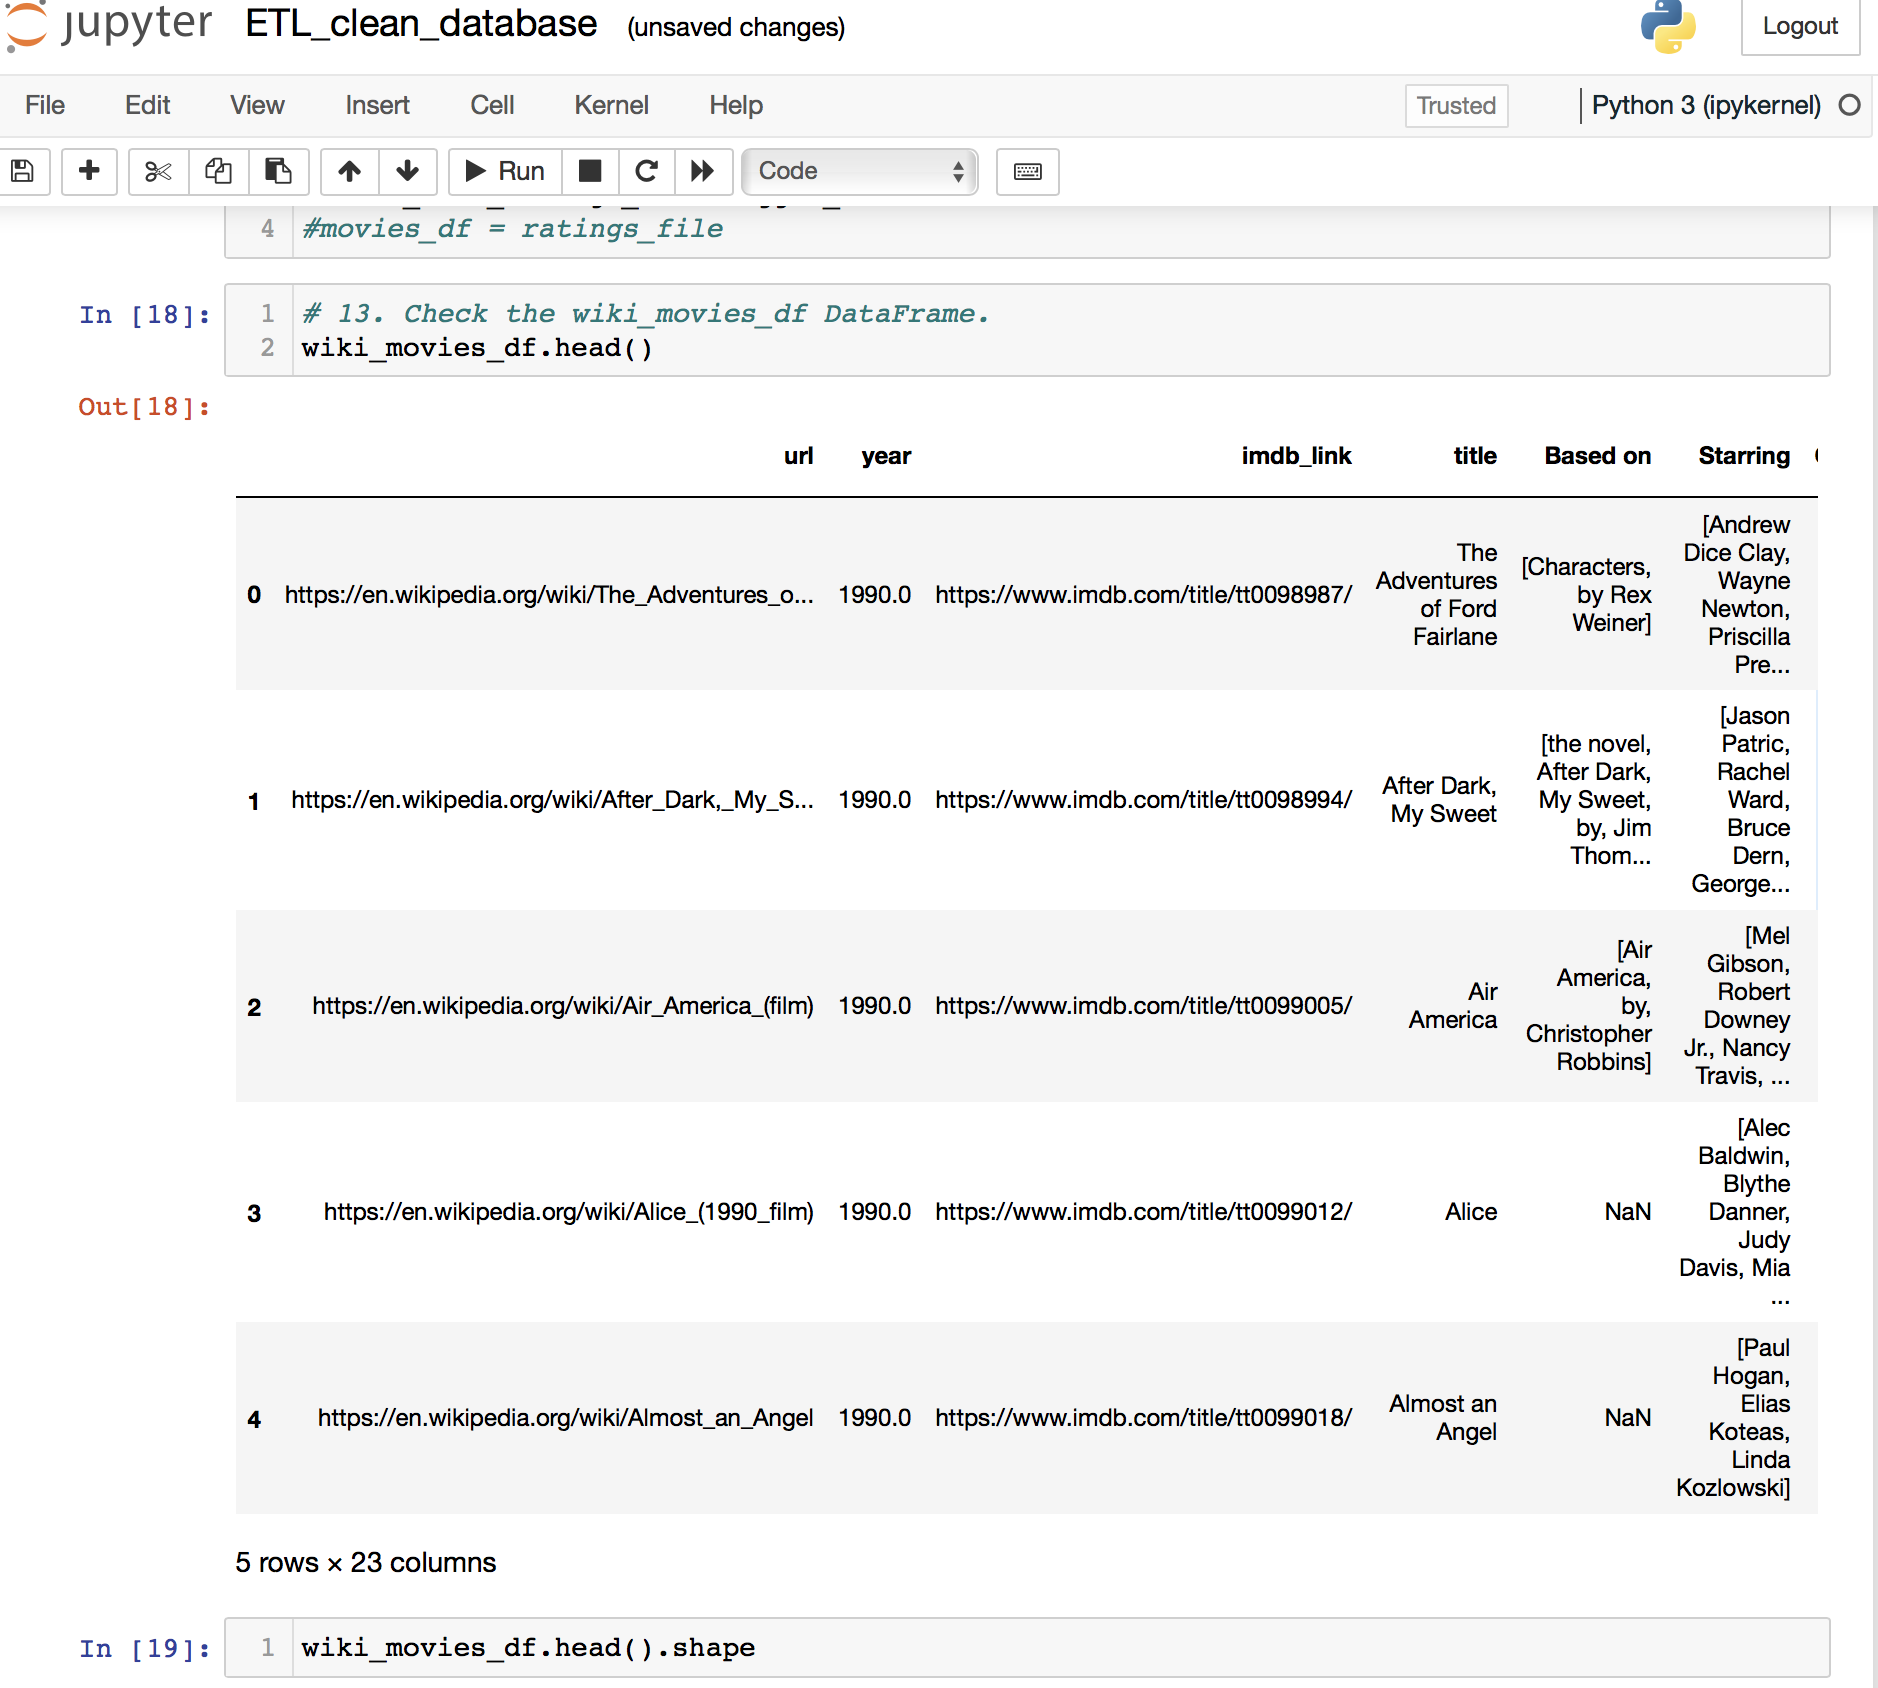 jupyter ETL_clean_database (unsaved changes) Logout
File Edit View Insert Cell Kernel Help Trusted Python 3 (ipykernel)
Run Code
4 #movies_df = ratings_file
In [18]: 1 # 13. Check the wiki_movies_df DataFrame.
2 wiki_movies_df.head()
Out[18]:
url year imdb_link title Based on Starring
0 https://en.wikipedia.org/wiki/The_Adventures_o... 1990.0 https://www.imdb.com/title/tt0098987/
The
Adventures
of Ford
Fairlane
[Characters,
by Rex
Weiner]
[Andrew
Dice Clay,
Wayne
Newton,
Priscilla
Pre...
1 https://en.wikipedia.org/wiki/After_Dark,_My_S... 1990.0 https://www.imdb.com/title/tt0098994/
After Dark,
My Sweet
[the novel,
After Dark,
My Sweet,
by, Jim
Thom...
[Jason
Patric,
Rachel
Ward,
Bruce
Dern,
George...
2 https://en.wikipedia.org/wiki/Air_America_(film) 1990.0 https://www.imdb.com/title/tt0099005/
Air
America
[Air
America,
by,
Christopher
Robbins]
[Mel
Gibson,
Robert
Downey
Jr., Nancy
Travis, ...
3 https://en.wikipedia.org/wiki/Alice_(1990_film) 1990.0 https://www.imdb.com/title/tt0099012/ Alice NaN
[Alec
Baldwin,
Blythe
Danner,
Judy
Davis, Mia
...
4 https://en.wikipedia.org/wiki/Almost_an_Angel 1990.0 https://www.imdb.com/title/tt0099018/
Almost an
Angel
NaN
[Paul
Hogan,
Elias
Koteas,
Linda
Kozlowski]
5 rows × 23 columns
In [19]: 1 wiki_movies_df.head().shape